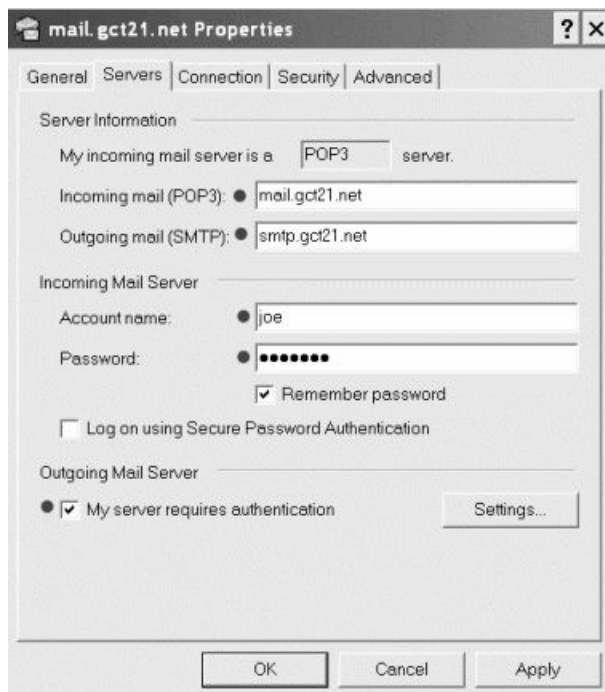 mail.gct21.net Properties ? ×
General Servers Connection Security Advanced
Server Information
My incoming mail server is a POP3 server.
Incoming mail (POP3): mail.gct21.net
Outgoing mail (SMTP): smtp.gct21.net
Incoming Mail Server
Account name: joe
Password: •••••••
Remember password
Log on using Secure Password Authentication
Outgoing Mail Server
My server requires authentication Settings...
OK Cancel Apply